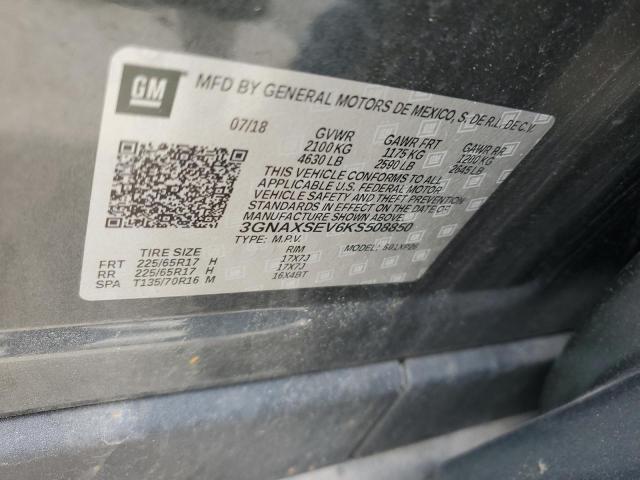 GM
MFD BY GENERAL MOTORS DE MEXICO, S. DE R.L. DE C.V.
07/18 GVWR GAWR FRT GAWR RR
2100 KG 1175 KG 1200 KG
4630 LB 2590 LB 2645 LB
THIS VEHICLE CONFORMS TO ALL
APPLICABLE U.S. FEDERAL MOTOR
VEHICLE SAFETY AND THEFT PREVENTION
STANDARDS IN EFFECT ON THE DATE OF
MANUFACTURE SHOWN ABOVE.
3GNAXSEV6KS508850
TYPE: M.P.V. MODEL:
TIRE SIZE RIM
FRT 225/65R17 H 17X7J
RR 225/65R17 H 17X7J
SPA T135/70R16 M 16X4BT